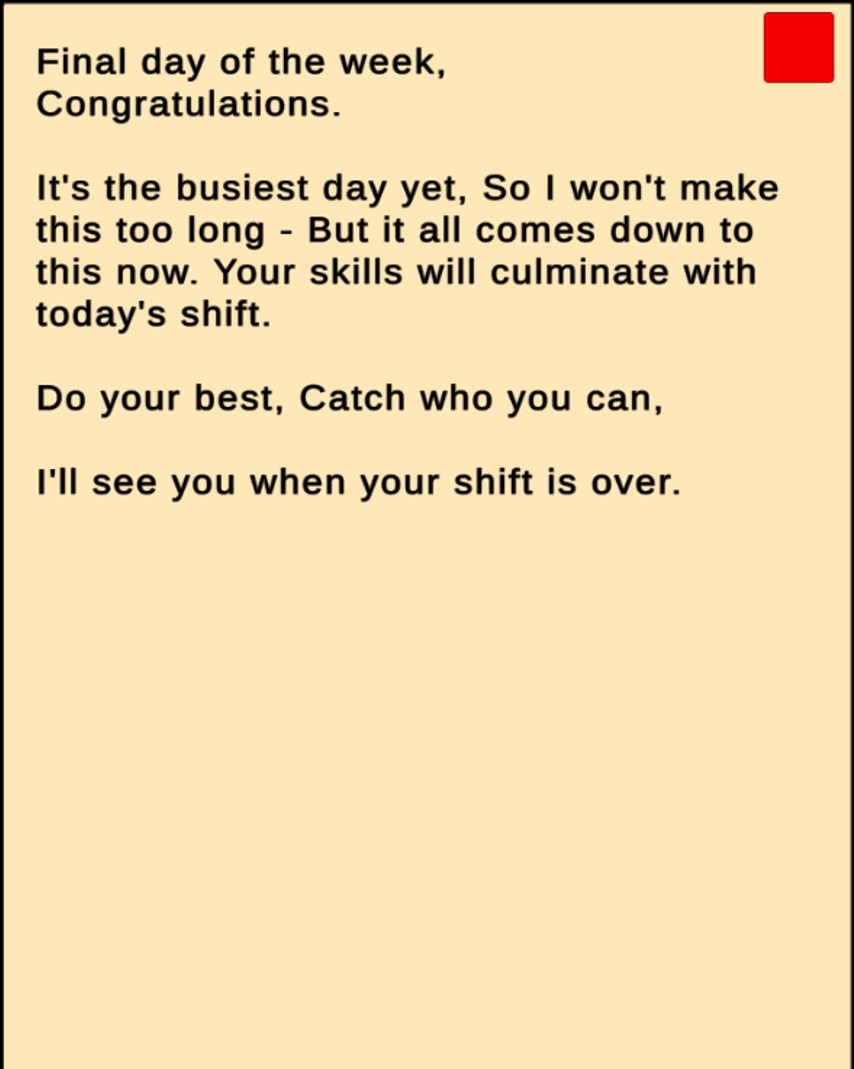 Final day of the week,
Congratulations.
It's the busiest day yet, So I won't make
this too long - But it all comes down to
this now. Your skills will culminate with
today's shift.
Do your best, Catch who you can,
I'll see you when your shift is over.